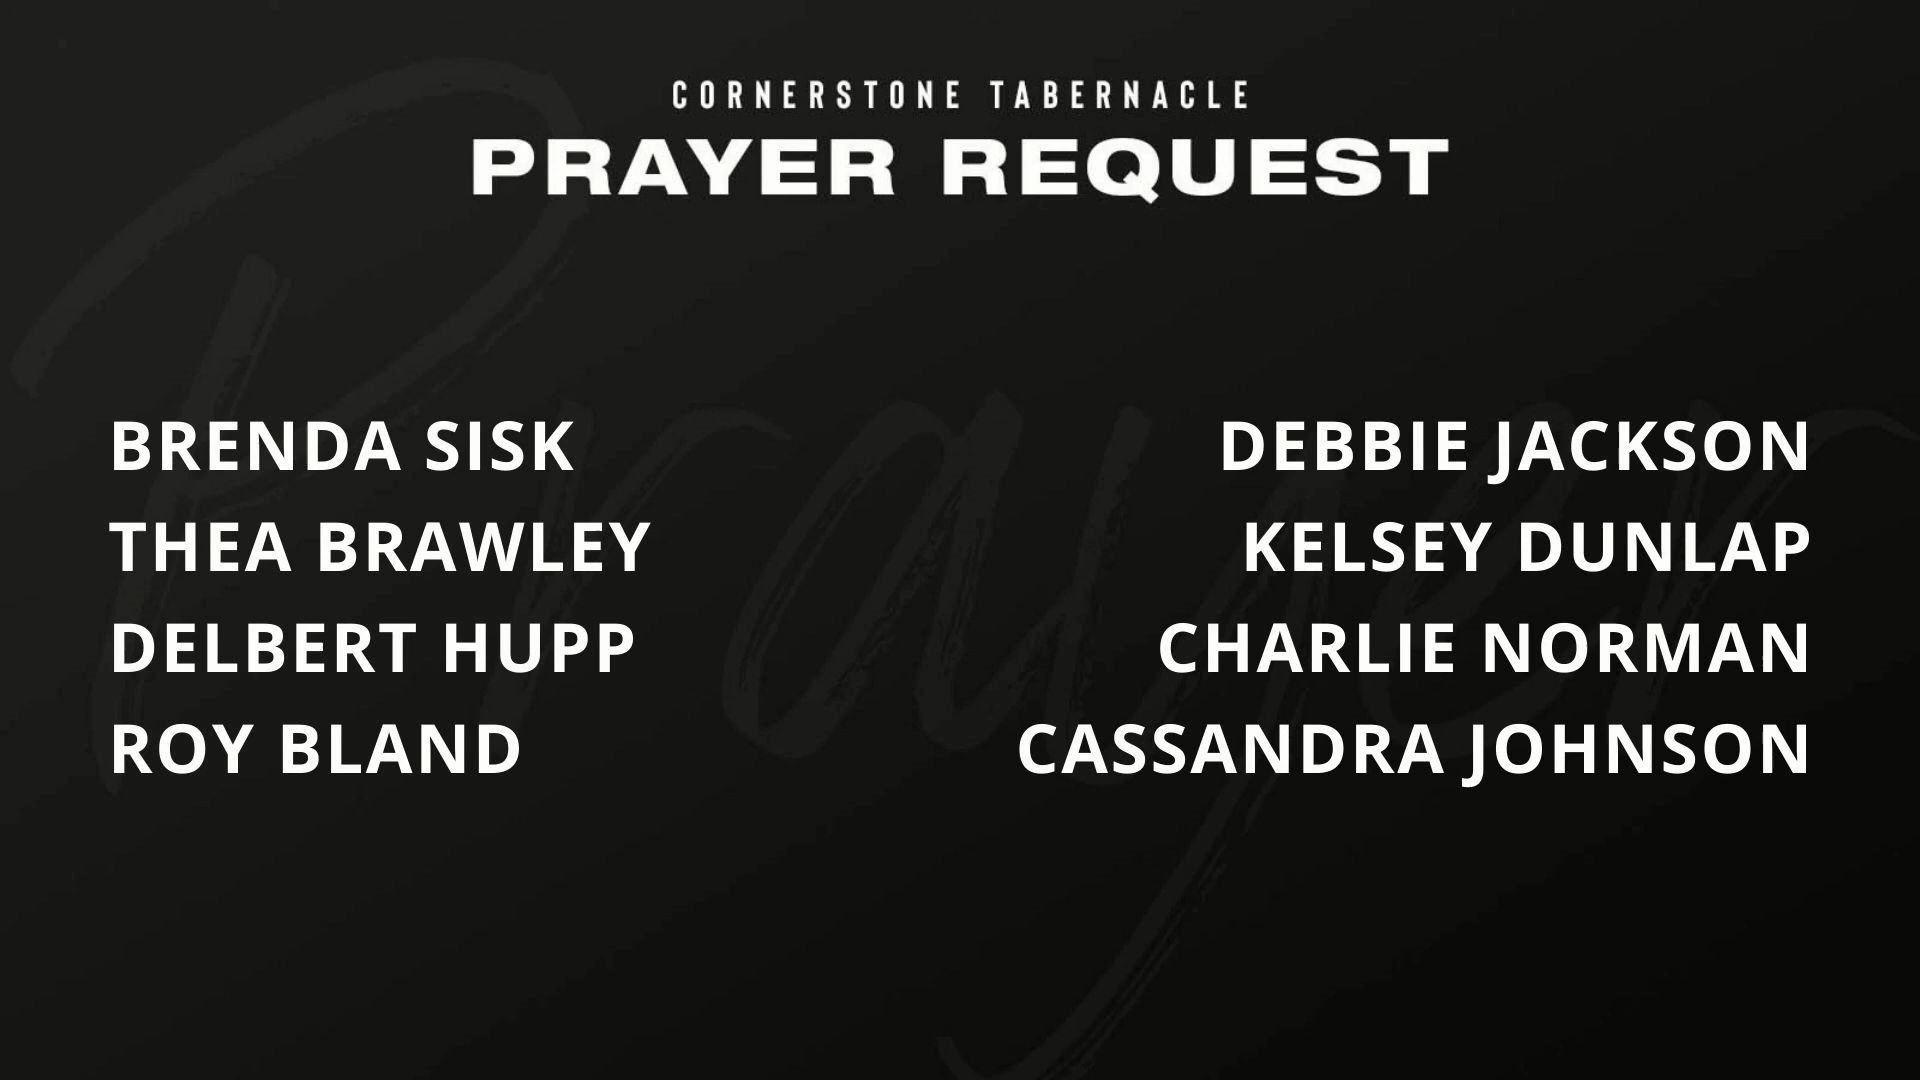 CORNERSTONE TABERNACLE
PRAYER REQUEST
Prayer
BRENDA SISK
THEA BRAWLEY
DELBERT HUPP
ROY BLAND
DEBBIE JACKSON
KELSEY DUNLAP
CHARLIE NORMAN
CASSANDRA JOHNSON